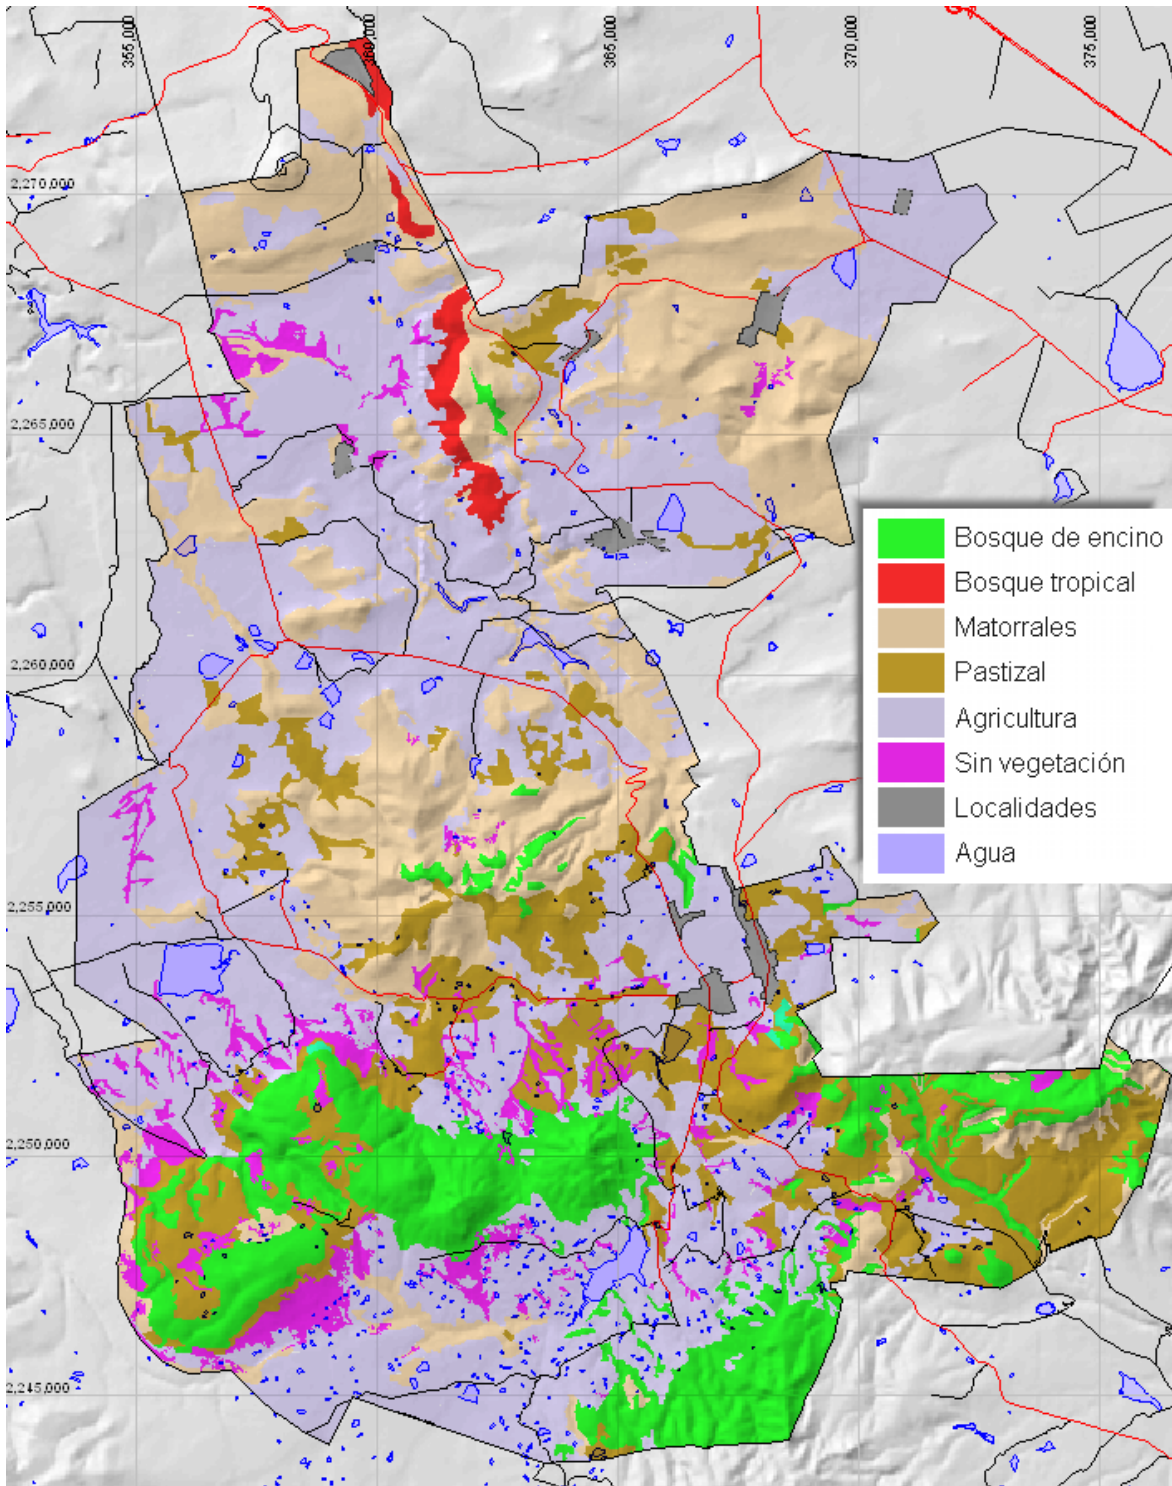 355,000
360,000
365,000
370,000
375,000
2,270,000
2,265,000
2,260,000
2,255,000
2,250,000
2,245,000
Bosque de encino
Bosque tropical
Matorrales
Pastizal
Agricultura
Sin vegetación
Localidades
Agua